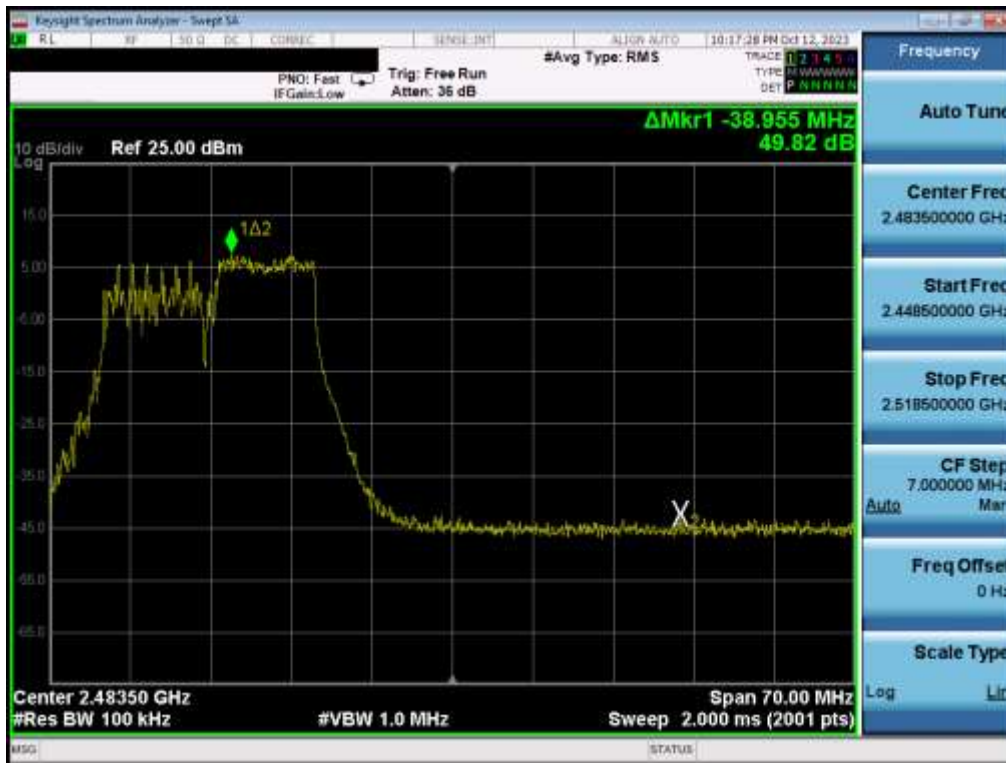 Keysight Spectrum Analyzer - Swept SA
RL RF 50 Ω DC CORREC SENSE:INT ALIGN AUTO 10:17:28 PM Oct 12, 2023
#Avg Type: RMS
TRACE 1 2 3 4 5 6
PNO: Fast Trig: Free Run TYPE M WWWWW
IFGain:Low Atten: 36 dB DET P N N N N N
ΔMkr1 -38.955 MHz
49.82 dB
10 dB/div Ref 25.00 dBm
Log
15.0
1Δ2
5.00
-5.00
-15.0
-25.0
-35.0
-45.0
X2
-55.0
-65.0
Center 2.48350 GHz Span 70.00 MHz
#Res BW 100 kHz #VBW 1.0 MHz Sweep 2.000 ms (2001 pts)
MSG STATUS
Frequency
Auto Tune
Center Freq
2.483500000 GHz
Start Freq
2.448500000 GHz
Stop Freq
2.518500000 GHz
CF Step
7.000000 MHz
Auto Man
Freq Offset
0 Hz
Scale Type
Log Lin